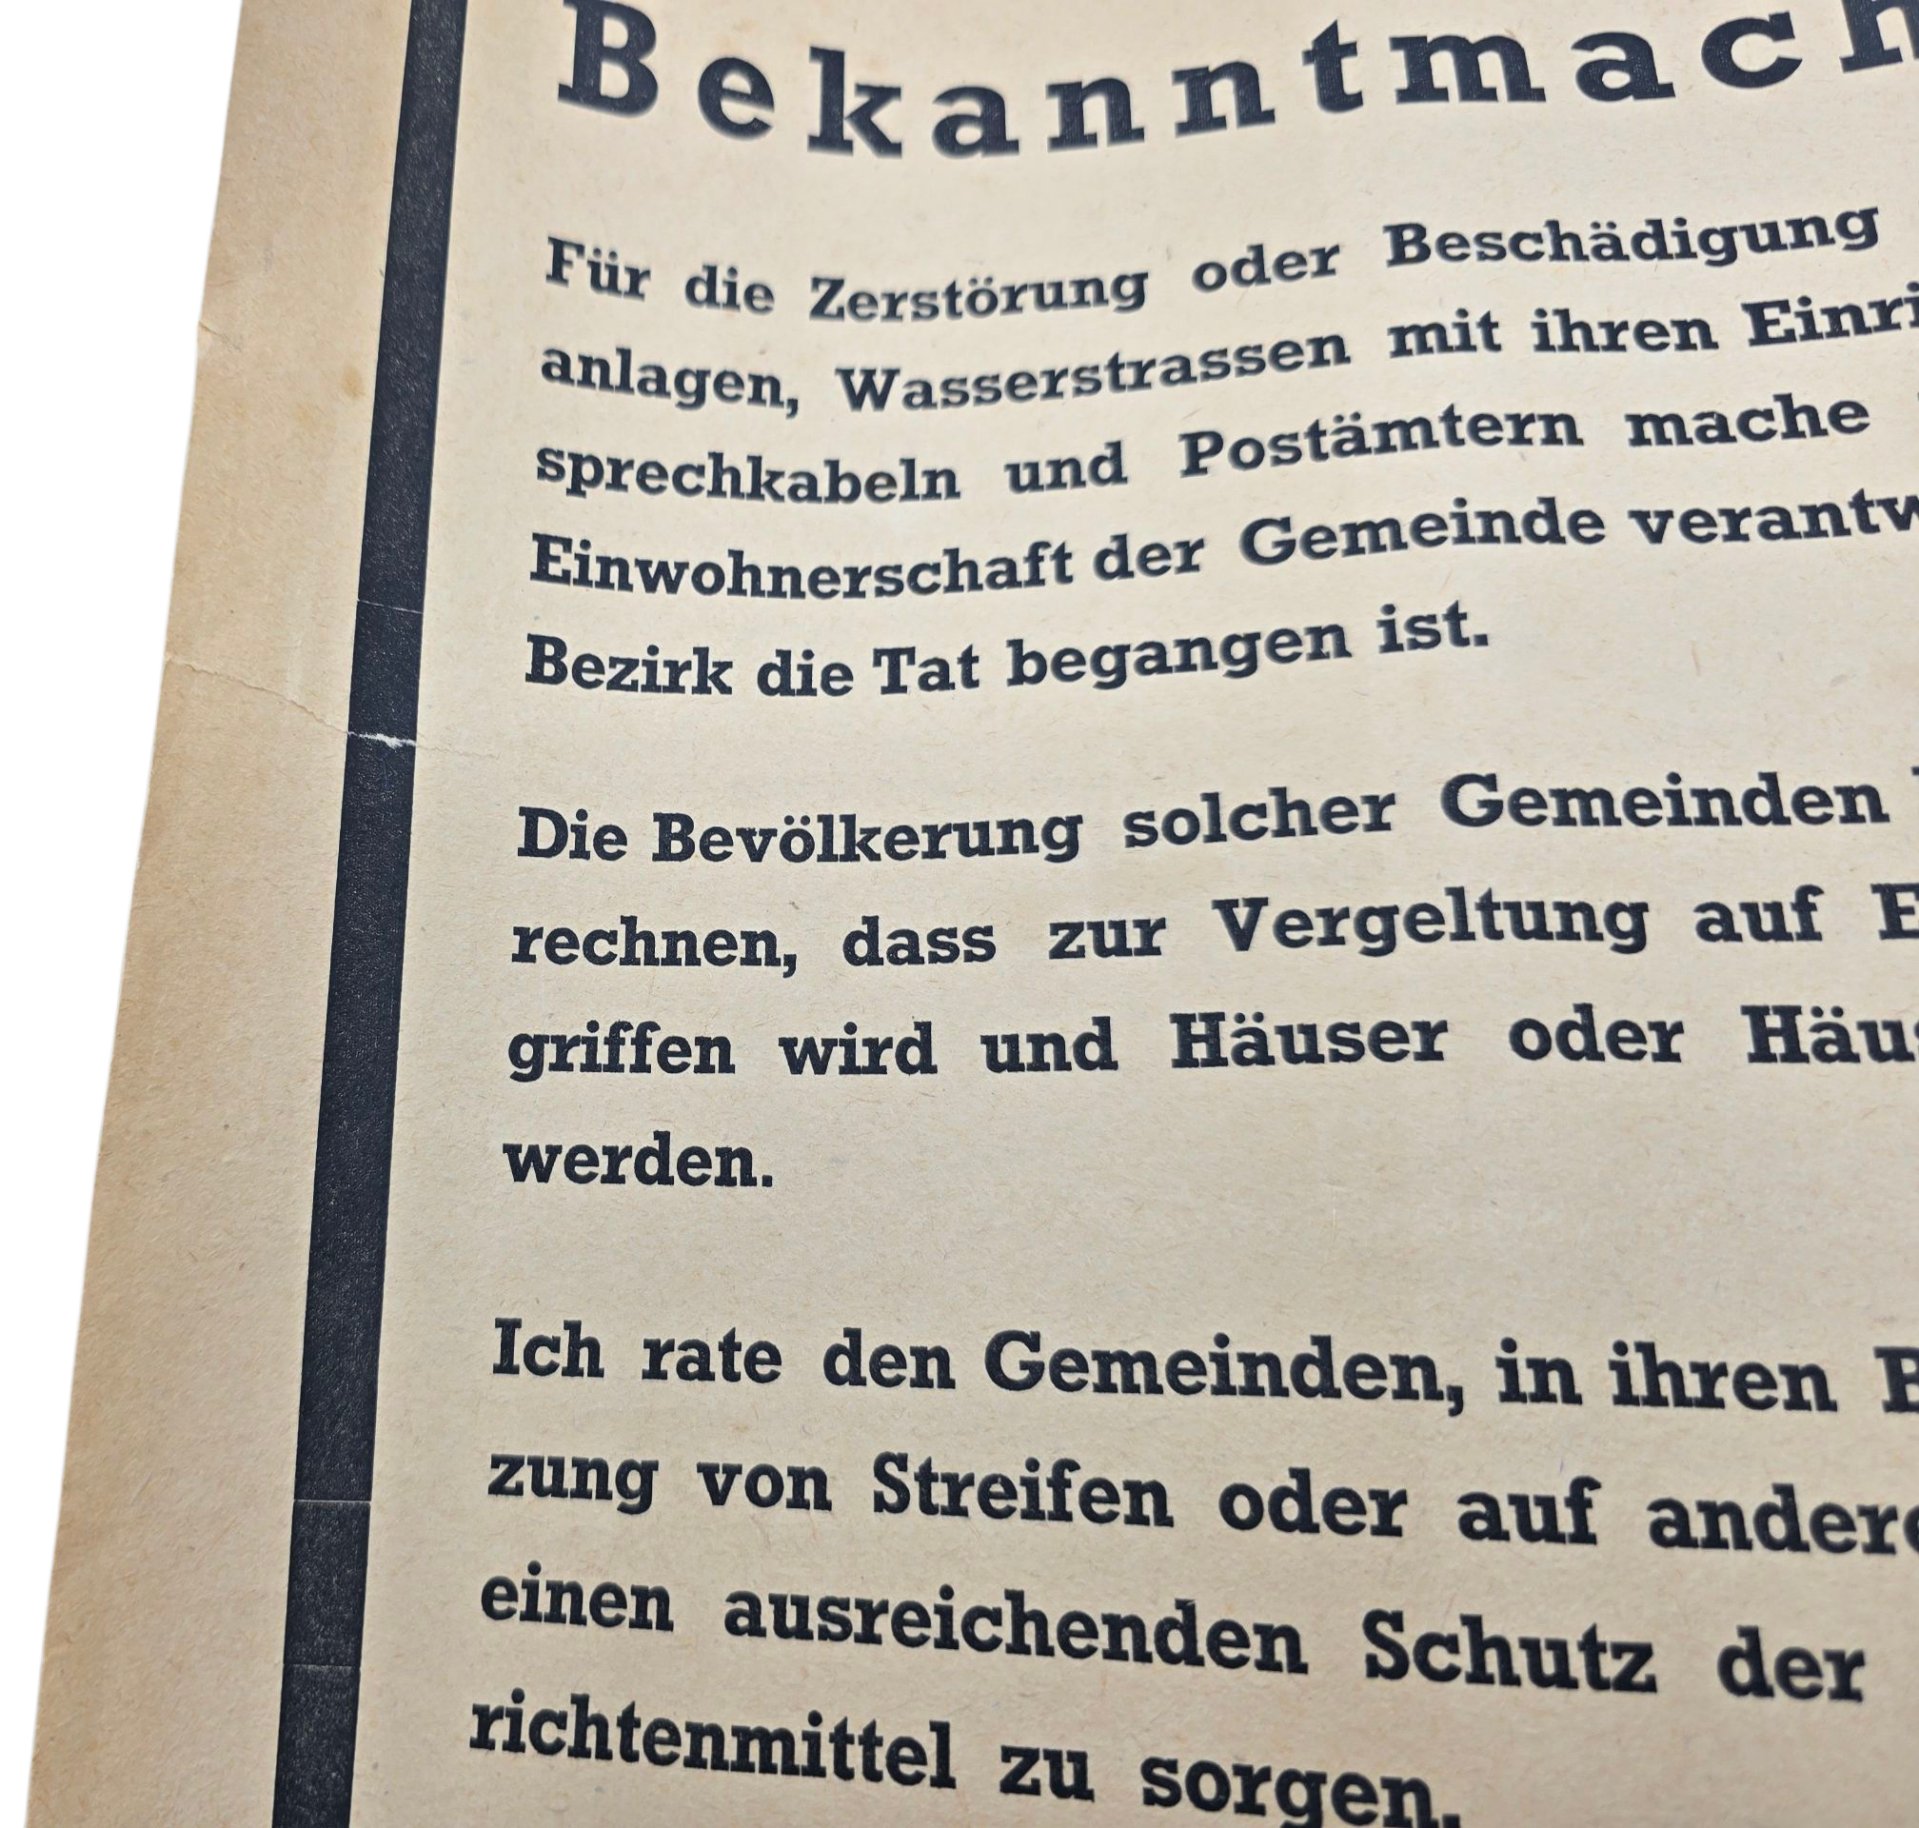 Bekanntmach
Für die Zerstörung oder Beschädigung
anlagen, Wasserstrassen mit ihren Einri
sprechkabeln und Postämtern mache
Einwohnerschaft der Gemeinde verantw
Bezirk die Tat begangen ist.
Die Bevölkerung solcher Gemeinden
rechnen, dass zur Vergeltung auf E
griffen wird und Häuser oder Häus
werden.
Ich rate den Gemeinden, in ihren B
zung von Streifen oder auf andere
einen ausreichenden Schutz der
richtenmittel zu sorgen.